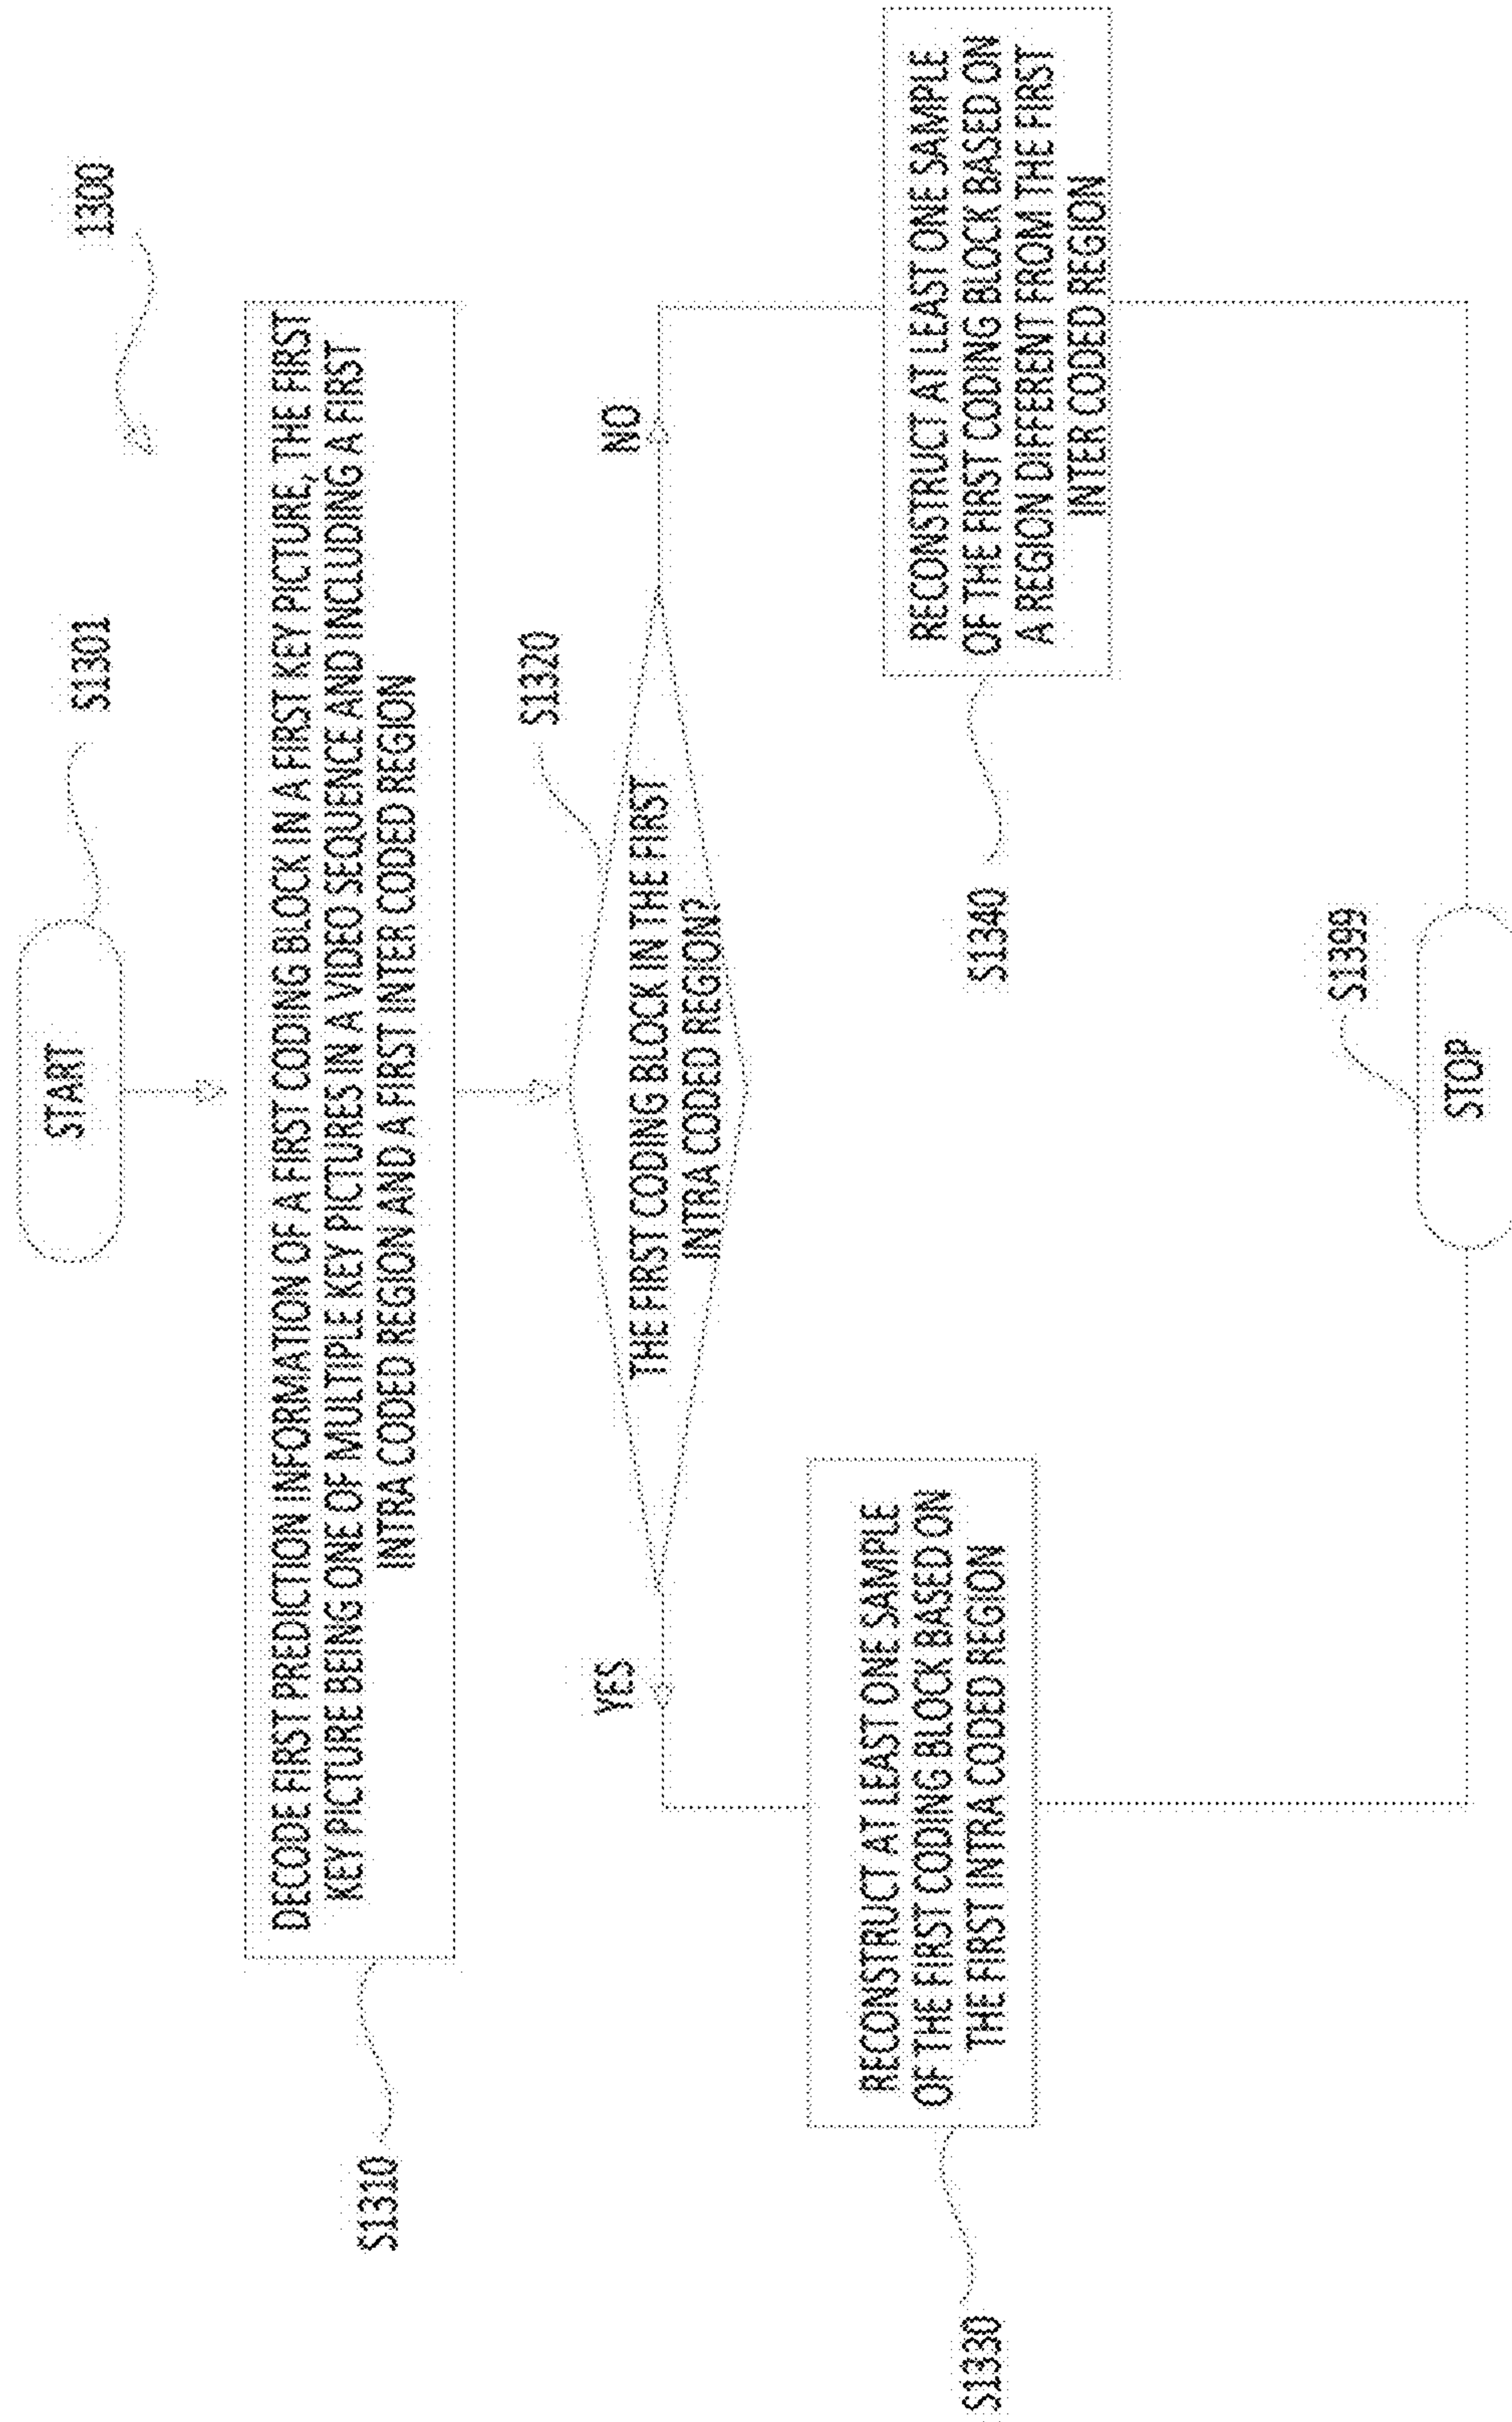 1300
S1301
START
S1310
DECODE FIRST PREDICTION INFORMATION OF A FIRST CODING BLOCK IN A FIRST KEY PICTURE, THE FIRST
KEY PICTURE BEING ONE OF MULTIPLE KEY PICTURES IN A VIDEO SEQUENCE AND INCLUDING A FIRST
INTRA CODED REGION AND A FIRST INTER CODED REGION
S1320
THE FIRST CODING BLOCK IN THE FIRST
INTRA CODED REGION?
YES
NO
S1330
RECONSTRUCT AT LEAST ONE SAMPLE
OF THE FIRST CODING BLOCK BASED ON
THE FIRST INTRA CODED REGION
S1340
RECONSTRUCT AT LEAST ONE SAMPLE
OF THE FIRST CODING BLOCK BASED ON
A REGION DIFFERENT FROM THE FIRST
INTER CODED REGION
S1399
STOP